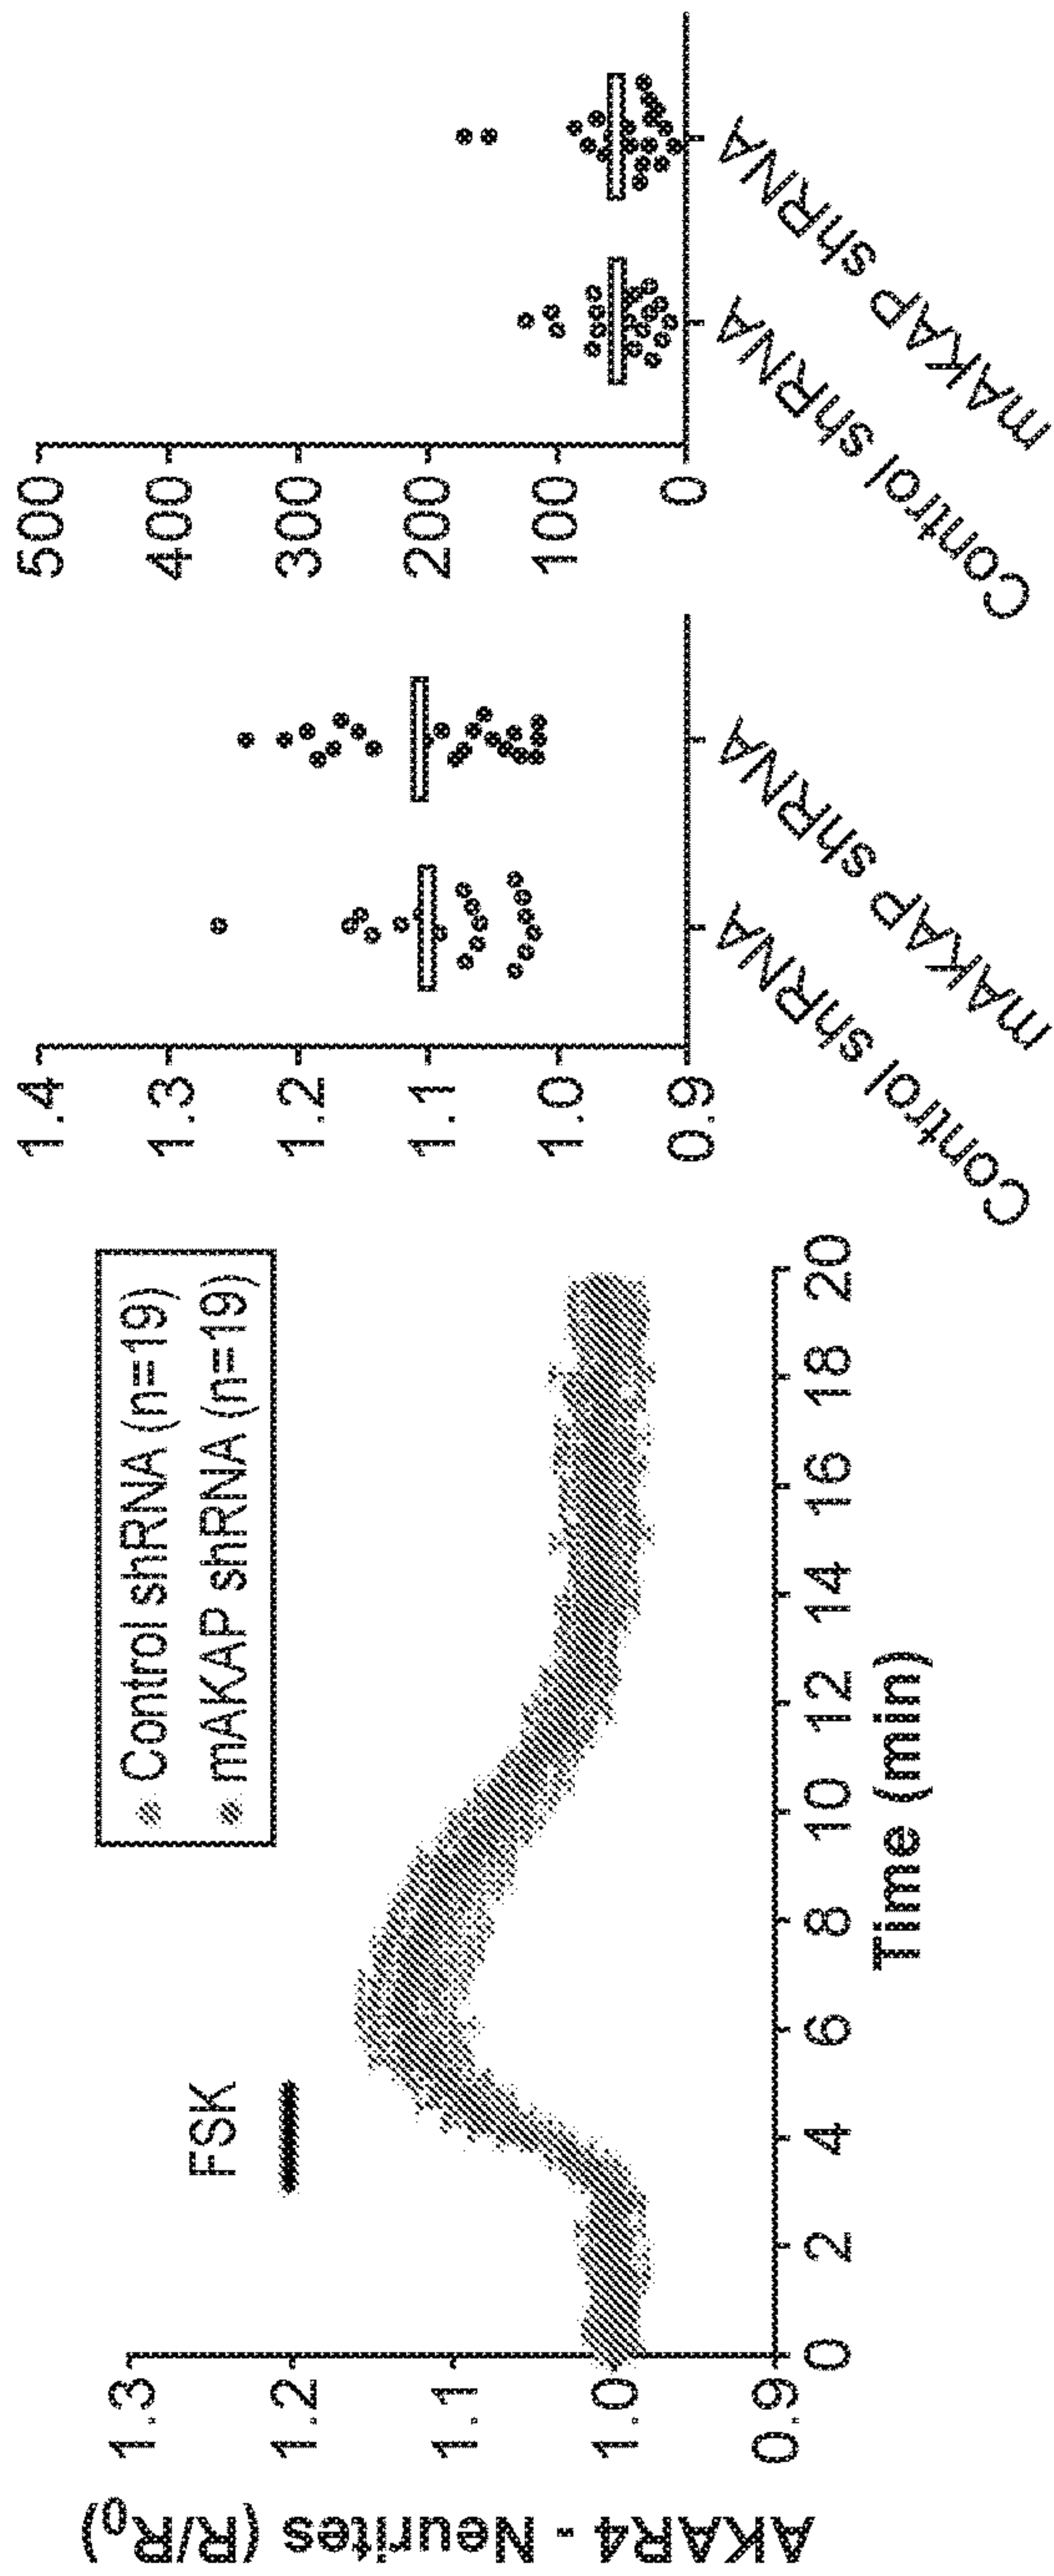 AKAR4 - Neurites (R/R0)
1.3
1.2
1.1
1.0
0.9
FSK
Control shRNA (n=19)
mAKAP shRNA (n=19)
0 2 4 6 8 10 12 14 16 18 20
Time (min)
1.4
1.3
1.2
1.1
1.0
0.9
Control shRNA
mAKAP shRNA
500
400
300
200
100
0
Control shRNA
mAKAP shRNA